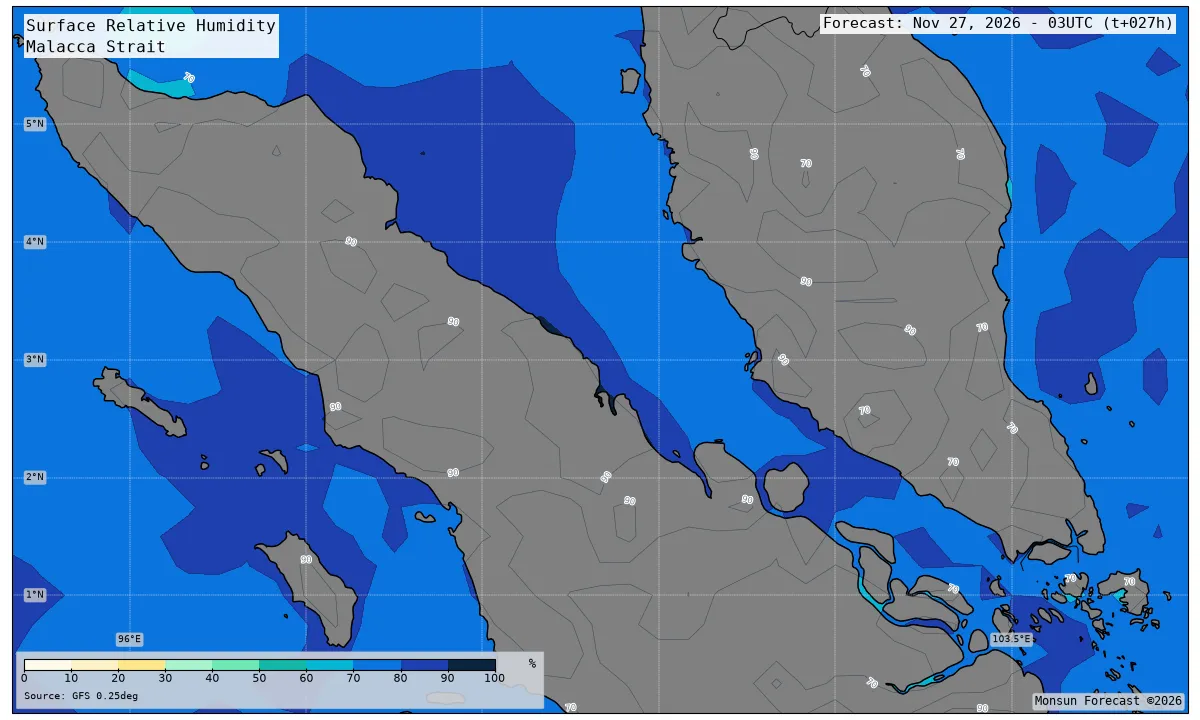 Surface Relative Humidity
Malacca Strait
Forecast: Nov 27, 2026 - 03UTC (t+027h)
70
70
5°N
90
70
70
70
4°N
90
90
90
90
70
3°N
90
90
70
70
2°N
90
90
90
90
70
90
1°N
70
70
70
96°E
103.5°E
%
0 10 20 30 40 50 60 70 80 90 100
70
Source: GFS 0.25deg
70
90
Monsun Forecast ©2026